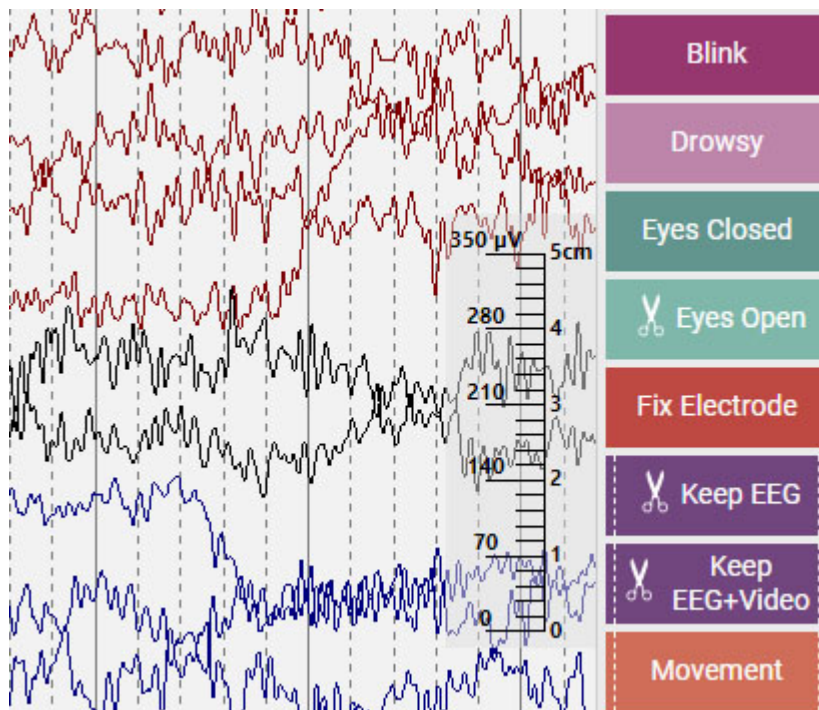 Blink
Drowsy
Eyes Closed
Eyes Open
Fix Electrode
Keep EEG
Keep
EEG+Video
Movement
350 µV
5cm
280
4
210
3
140
2
70
1
0
0